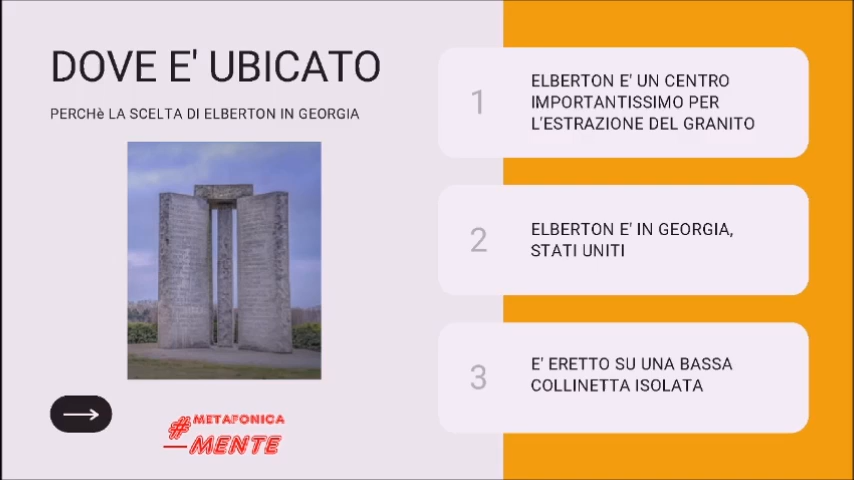 DOVE E' UBICATO
PERCHè LA SCELTA DI ELBERTON IN GEORGIA
1
ELBERTON E' UN CENTRO
IMPORTANTISSIMO PER
L'ESTRAZIONE DEL GRANITO
2
ELBERTON E' IN GEORGIA,
STATI UNITI
3
E' ERETTO SU UNA BASSA
COLLINETTA ISOLATA
#METAFONICA
MENTE